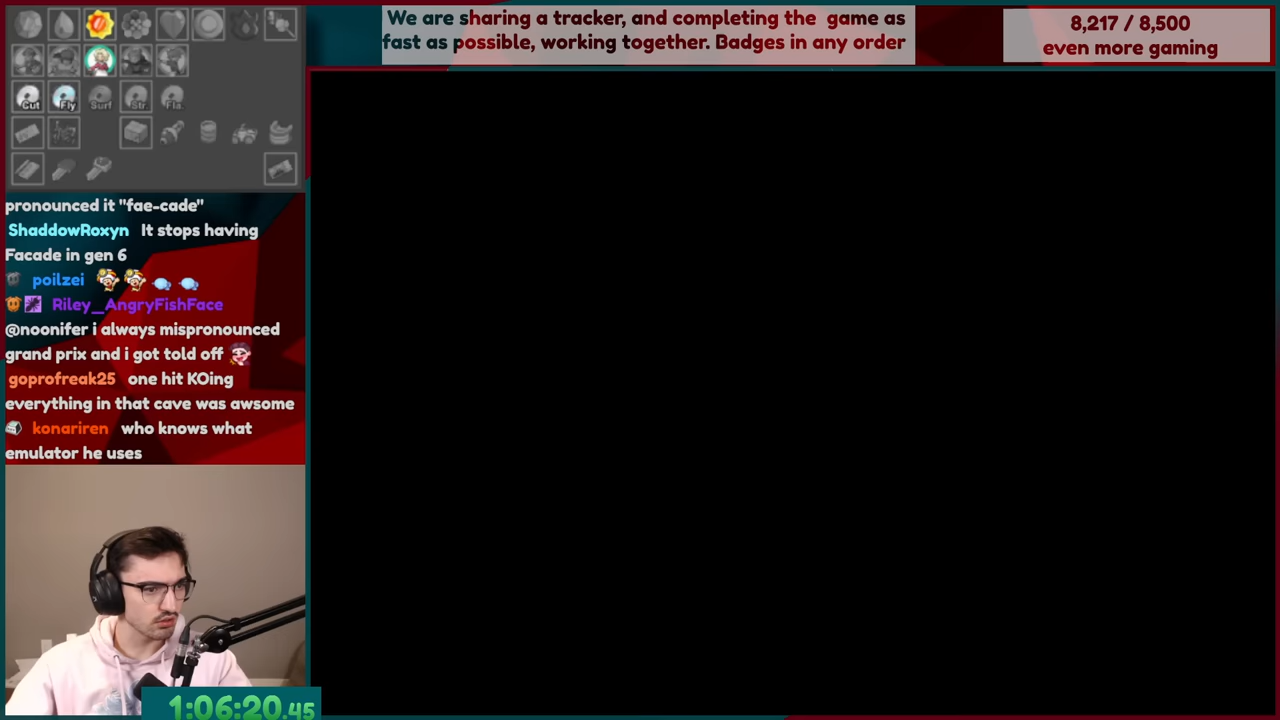 We are sharing a tracker, and completing the game as
fast as possible, working together. Badges in any order
8,217 / 8,500
even more gaming
Cut
Fly
Surf
Str.
Fla.
pronounced it "fae-cade"
ShaddowRoxyn It stops having
Facade in gen 6
poilzei
Riley_AngryFishFace
@noonifer i always mispronounced
grand prix and i got told off
goprofreak25 one hit KOing
everything in that cave was awsome
konariren who knows what
emulator he uses
1:06:20.45